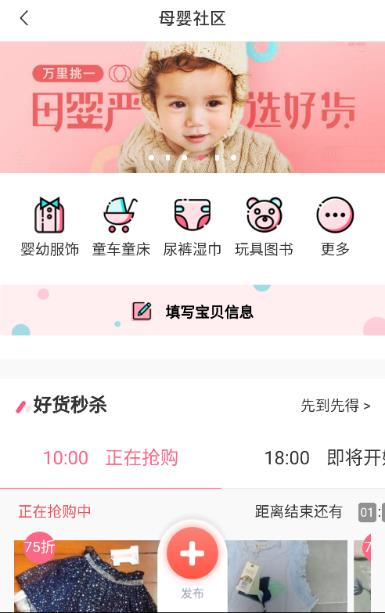 母婴社区
万里挑一
母婴严选好货
婴幼服饰 童车童床 尿裤湿巾 玩具图书 更多
填写宝贝信息
好货秒杀 先到先得 >
10:00 正在抢购 18:00 即将开
正在抢购中 距离结束还有 01:
75折 7
发布